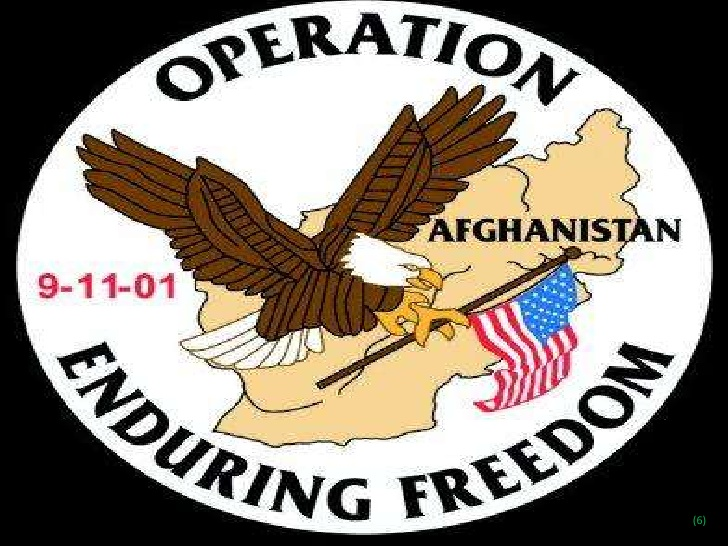 OPERATION
AFGHANISTAN
9-11-01
ENDURING FREEDOM
(6)